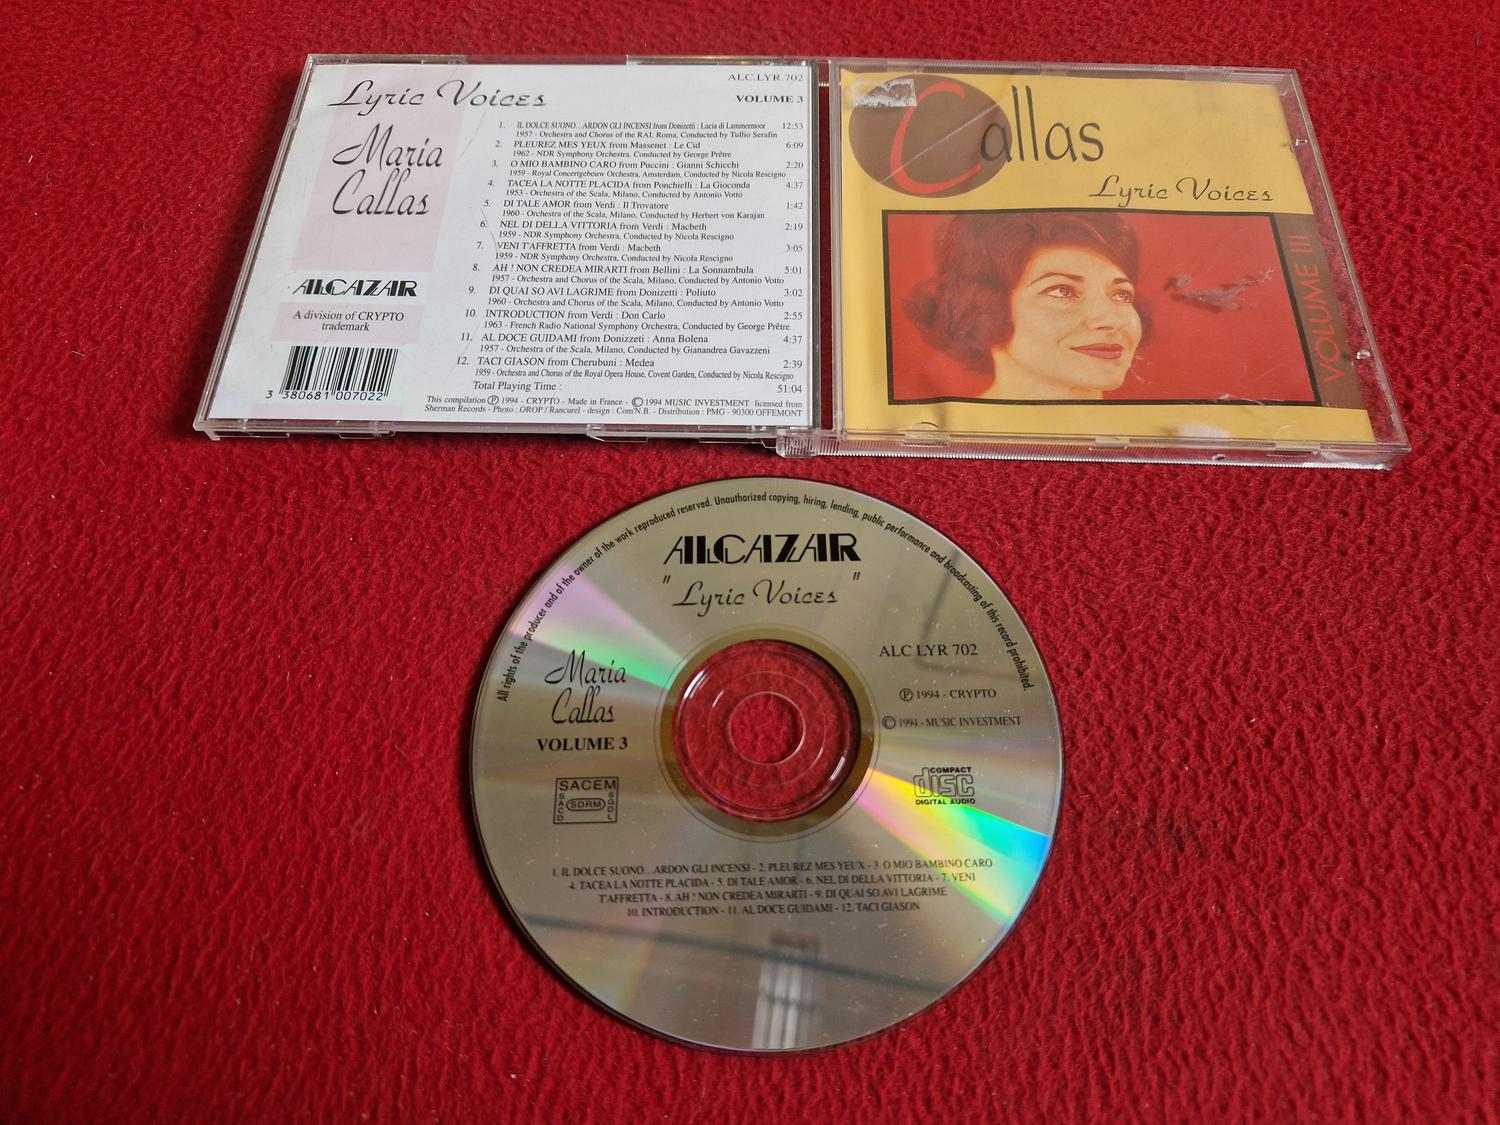 Lyric Voices
Maria
Callas
ALCAZAR
A division of CRYPTO
trademark
3 380681 007022
ALC.LYR.702
VOLUME 3
1. IL DOLCE SUONO...ARDON GLI INCENSI from Donizetti : Lucia di Lammermoor 12:53
1957 - Orchestra and Chorus of the RAI, Roma, Conducted by Tullio Serafin
2. PLEUREZ MES YEUX from Massenet : Le Cid 6:09
1962 - NDR Symphony Orchestra, Conducted by George Prêtre
3. O MIO BAMBINO CARO from Puccini : Gianni Schicchi 2:20
1959 - Royal Concertgebouw Orchestra, Amsterdam, Conducted by Nicola Rescigno
4. TACEA LA NOTTE PLACIDA from Ponchielli : La Gioconda 4:37
1953 - Orchestra of the Scala, Milano, Conducted by Antonio Votto
5. DI TALE AMOR from Verdi : Il Trovatore 1:42
1960 - Orchestra of the Scala, Milano, Conducted by Herbert von Karajan
6. NEL DI DELLA VITTORIA from Verdi : Macbeth 2:19
1959 - NDR Symphony Orchestra, Conducted by Nicola Rescigno
7. VENI T'AFFRETTA from Verdi : Macbeth 3:05
1959 - NDR Symphony Orchestra, Conducted by Nicola Rescigno
8. AH ! NON CREDEA MIRARTI from Bellini : La Sonnambula 5:01
1957 - Orchestra and Chorus of the Scala, Milano, Conducted by Antonio Votto
9. DI QUAI SO AVI LAGRIME from Donizetti : Poliuto 3:02
1960 - Orchestra and Chorus of the Scala, Milano, Conducted by Antonio Votto
10. INTRODUCTION from Verdi : Don Carlo 2:55
1963 - French Radio National Symphony Orchestra, Conducted by George Prêtre
11. AL DOCE GUIDAMI from Donizzeti : Anna Bolena 4:37
1957 - Orchestra of the Scala, Milano, Conducted by Gianandrea Gavazzeni
12. TACI GIASON from Cherubuni : Medea 2:39
1959 - Orchestra and Chorus of the Royal Opera House, Covent Garden, Conducted by Nicola Rescigno
Total Playing Time : 51:04
This compilation Ⓟ 1994 - CRYPTO - Made in France - © 1994 MUSIC INVESTMENT licensed from
Sherman Records - Photo : OROP / Rancurel - design : Com'N.B. - Distribution : PMG - 90300 OFFEMONT
Callas
Lyric Voices
VOLUME III
All rights of the producer and of the owner of the work reproduced reserved. Unauthorized copying, hiring, lending, public performance and broadcasting of this record prohibited.
ALCAZAR
"Lyric Voices"
Maria
Callas
VOLUME 3
SACEM
SACD
SDRM
SGDL
ALC LYR 702
Ⓟ 1994 - CRYPTO
© 1994 - MUSIC INVESTMENT
COMPACT
disc
DIGITAL AUDIO
1. IL DOLCE SUONO...ARDON GLI INCENSI - 2. PLEUREZ MES YEUX - 3. O MIO BAMBINO CARO
4. TACEA LA NOTTE PLACIDA - 5. DI TALE AMOR - 6. NEL DI DELLA VITTORIA - 7. VENI
T'AFFRETTA - 8. AH ! NON CREDEA MIRARTI - 9. DI QUAI SO AVI LAGRIME
10. INTRODUCTION - 11. AL DOCE GUIDAMI - 12. TACI GIASON